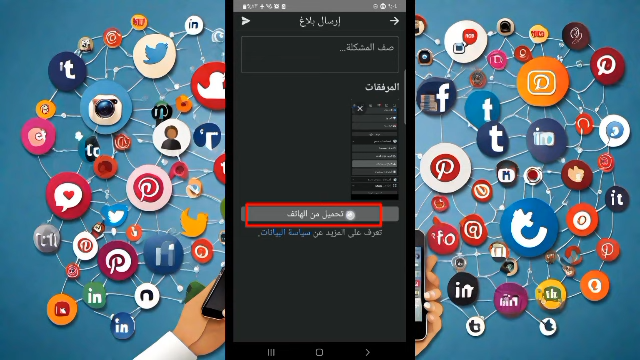 إرسال بلاغ
صف المشكلة...
المرفقات
تحميل من الهاتف
تعرف على المزيد عن سياسة البيانات.